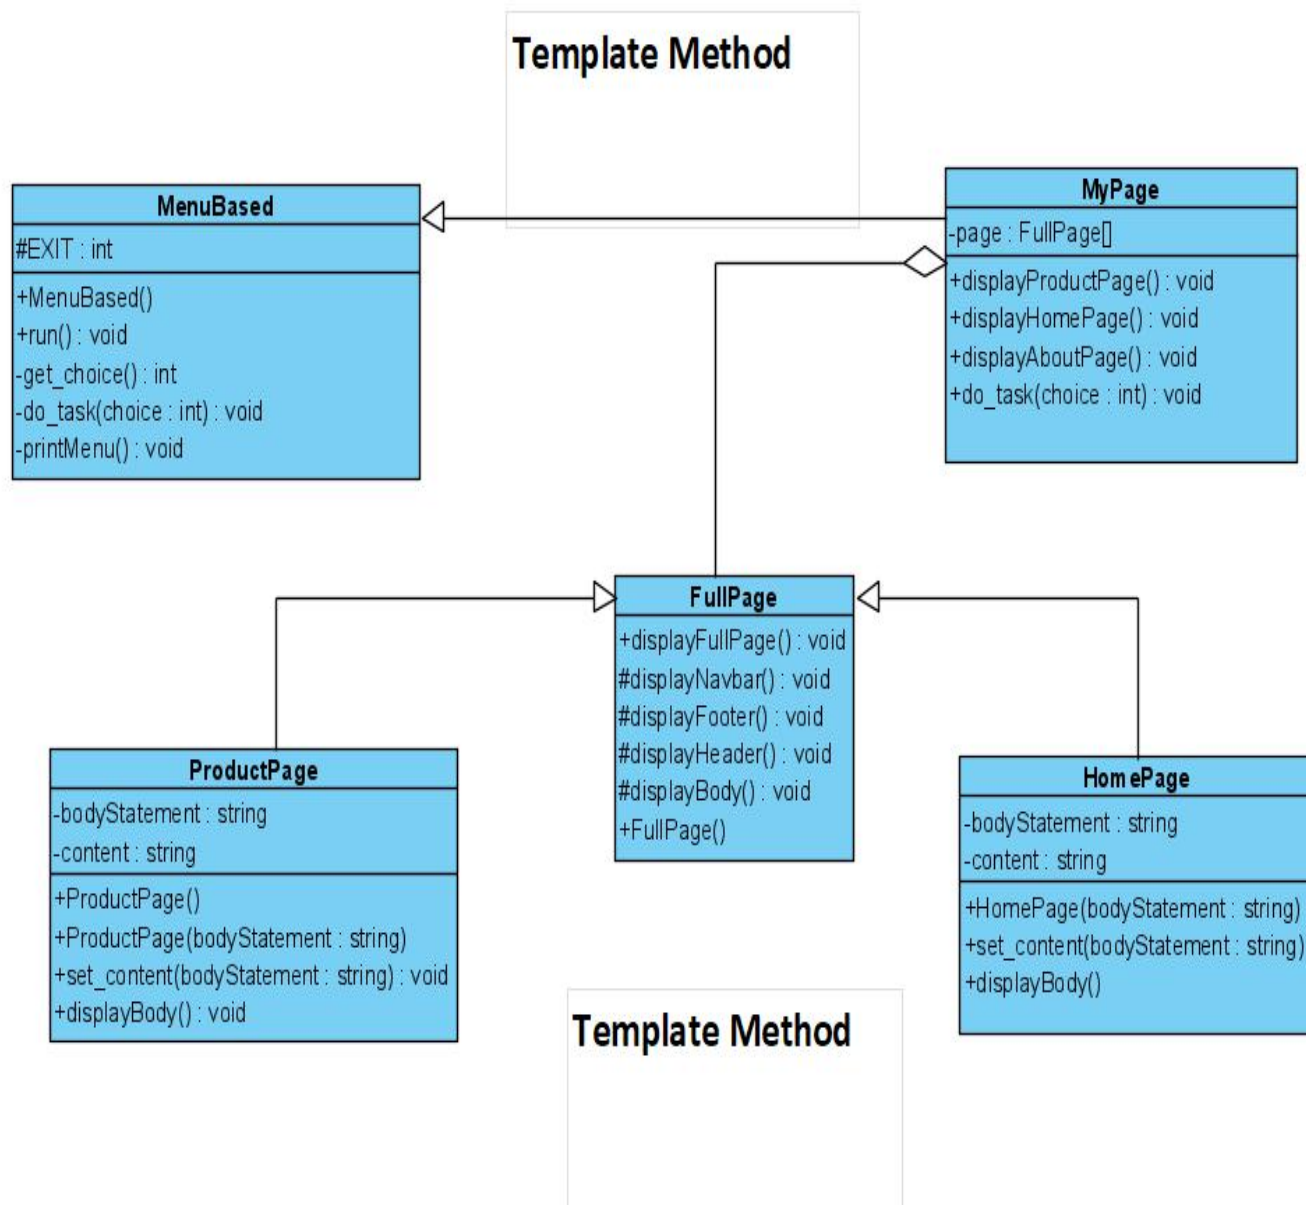 Template Method
MenuBased
#EXIT : int
+MenuBased()
+run() : void
-get_choice() : int
-do_task(choice : int) : void
-printMenu() : void
MyPage
-page : FullPage[]
+displayProductPage() : void
+displayHomePage() : void
+displayAboutPage() : void
+do_task(choice : int) : void
FullPage
+displayFullPage() : void
#displayNavbar() : void
#displayFooter() : void
#displayHeader() : void
#displayBody() : void
+FullPage()
ProductPage
-bodyStatement : string
-content : string
+ProductPage()
+ProductPage(bodyStatement : string)
+set_content(bodyStatement : string) : void
+displayBody() : void
HomePage
-bodyStatement : string
-content : string
+HomePage(bodyStatement : string)
+set_content(bodyStatement : string)
+displayBody()
Template Method